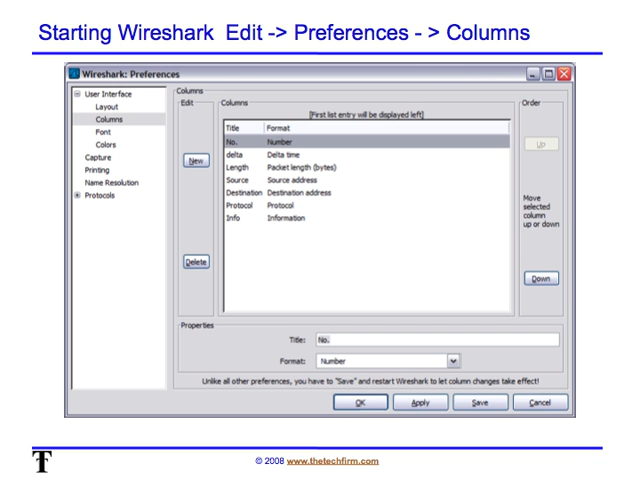 Starting Wireshark Edit -> Preferences - > Columns
Wireshark: Preferences
User Interface
Layout
Columns
Font
Colors
Capture
Printing
Name Resolution
Protocols
Columns
Edit
New
Delete
Columns
[First list entry will be displayed left]
Title Format
No. Number
delta Delta time
Length Packet length (bytes)
Source Source address
Destination Destination address
Protocol Protocol
Info Information
Order
Up
Move
selected
column
up or down
Down
Properties
Title: No.
Format: Number
Unlike all other preferences, you have to "Save" and restart Wireshark to let column changes take effect!
OK Apply Save Cancel
T © 2008 www.thetechfirm.com